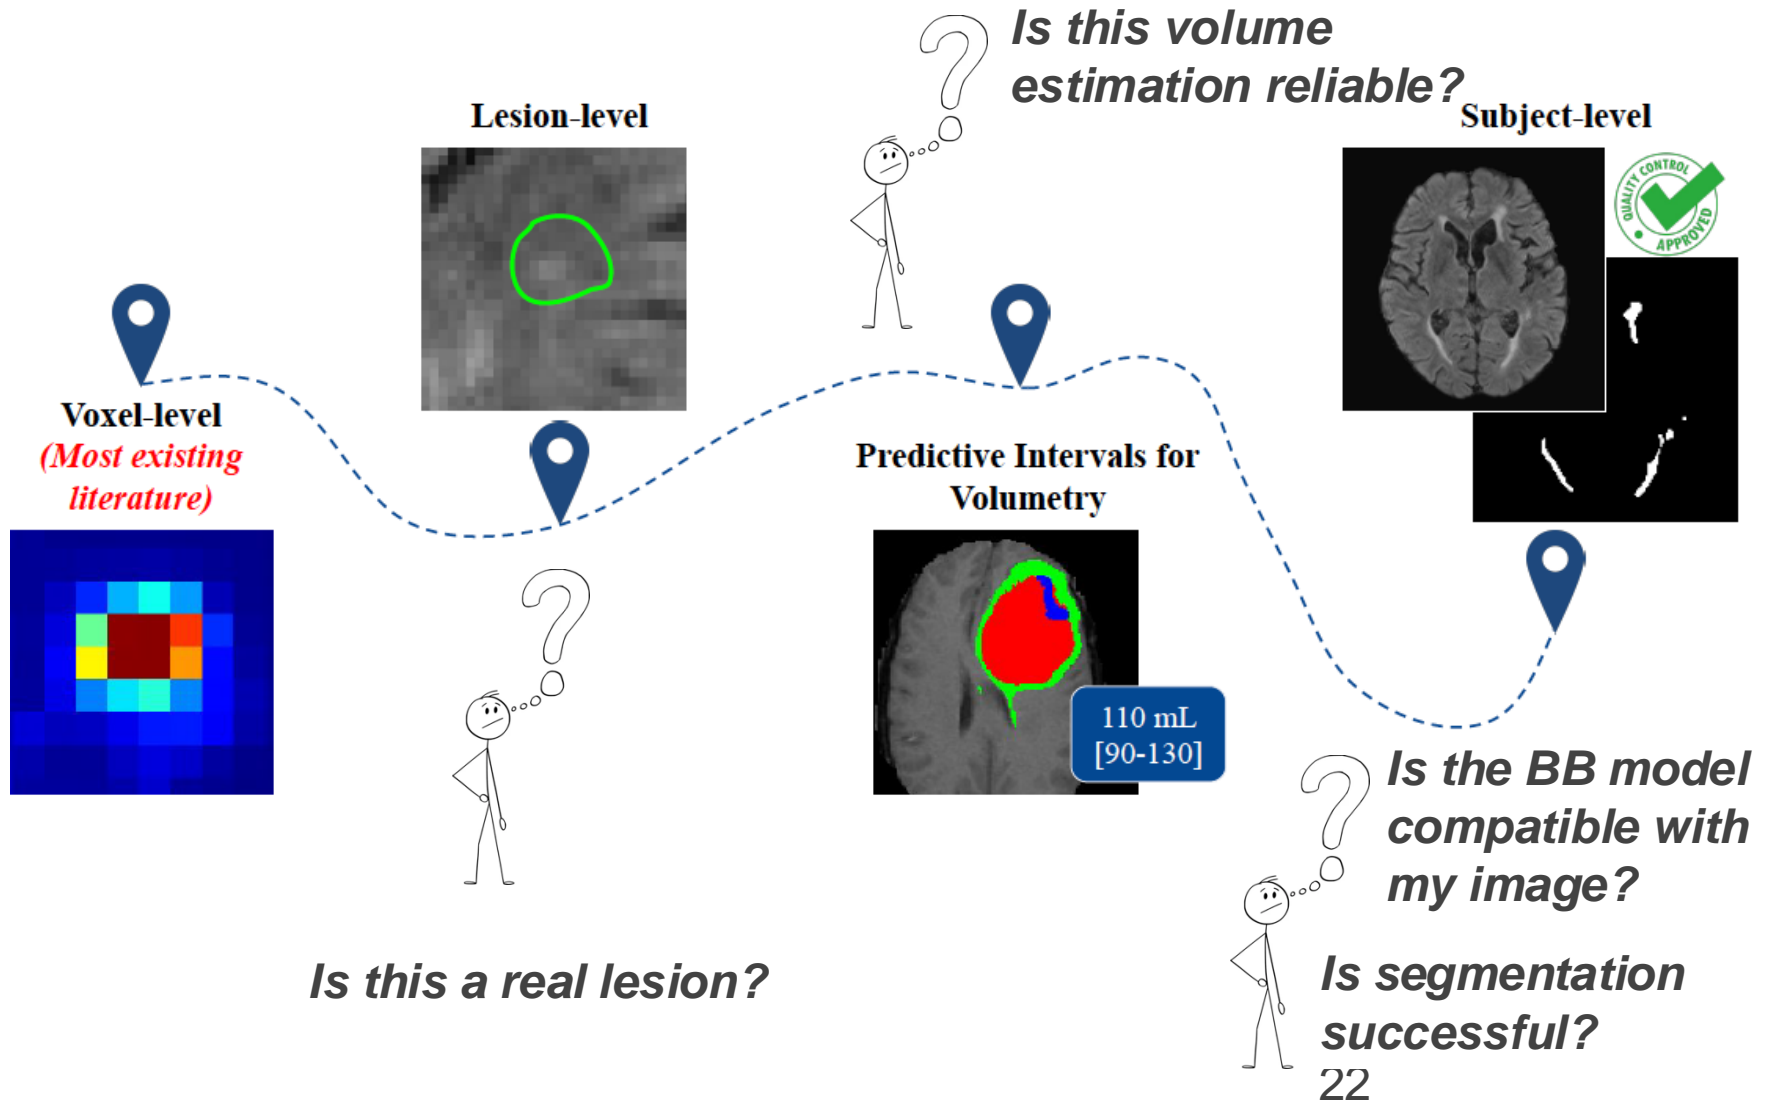 Voxel-level
(Most existing
literature)
Lesion-level
Is this a real lesion?
Is this volume
estimation reliable?
Predictive Intervals for
Volumetry
110 mL
[90-130]
Subject-level
QUALITY CONTROL
APPROVED
Is the BB model
compatible with
my image?
Is segmentation
successful?
22